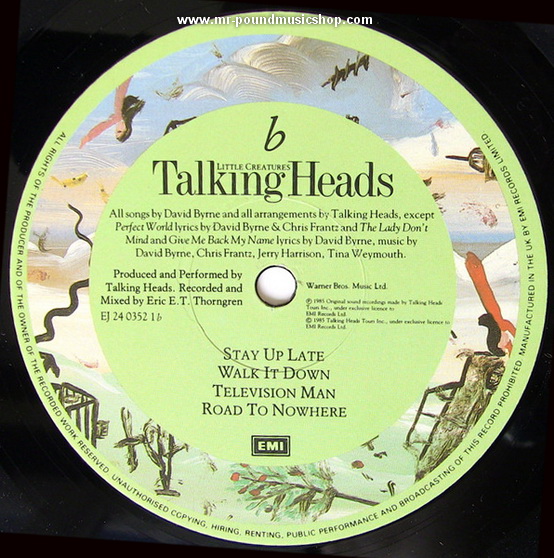 www.mr-poundmusicshop.com
b
LITTLE CREATURES
Talking Heads
All songs by David Byrne and all arrangements by Talking Heads, except
Perfect World lyrics by David Byrne & Chris Frantz and The Lady Don't
Mind and Give Me Back My Name lyrics by David Byrne, music by
David Byrne, Chris Frantz, Jerry Harrison, Tina Weymouth.
Produced and Performed by
Talking Heads. Recorded and
Mixed by Eric E.T. Thorngren
EJ 24 0352 1 b
Warner Bros. Music Ltd.
℗ 1985 Original sound recordings made by Talking Heads
Tours Inc., under exclusive licence to
EMI Records Ltd.
© 1985 Talking Heads Tours Inc., under exclusive licence to
EMI Records Ltd.
STAY UP LATE
WALK IT DOWN
TELEVISION MAN
ROAD TO NOWHERE
EMI
ALL RIGHTS OF THE PRODUCER AND OF THE OWNER OF THE RECORDED WORK RESERVED. UNAUTHORISED COPYING, HIRING, RENTING, PUBLIC PERFORMANCE AND BROADCASTING OF THIS RECORD PROHIBITED. MANUFACTURED IN THE UK BY EMI RECORDS LIMITED